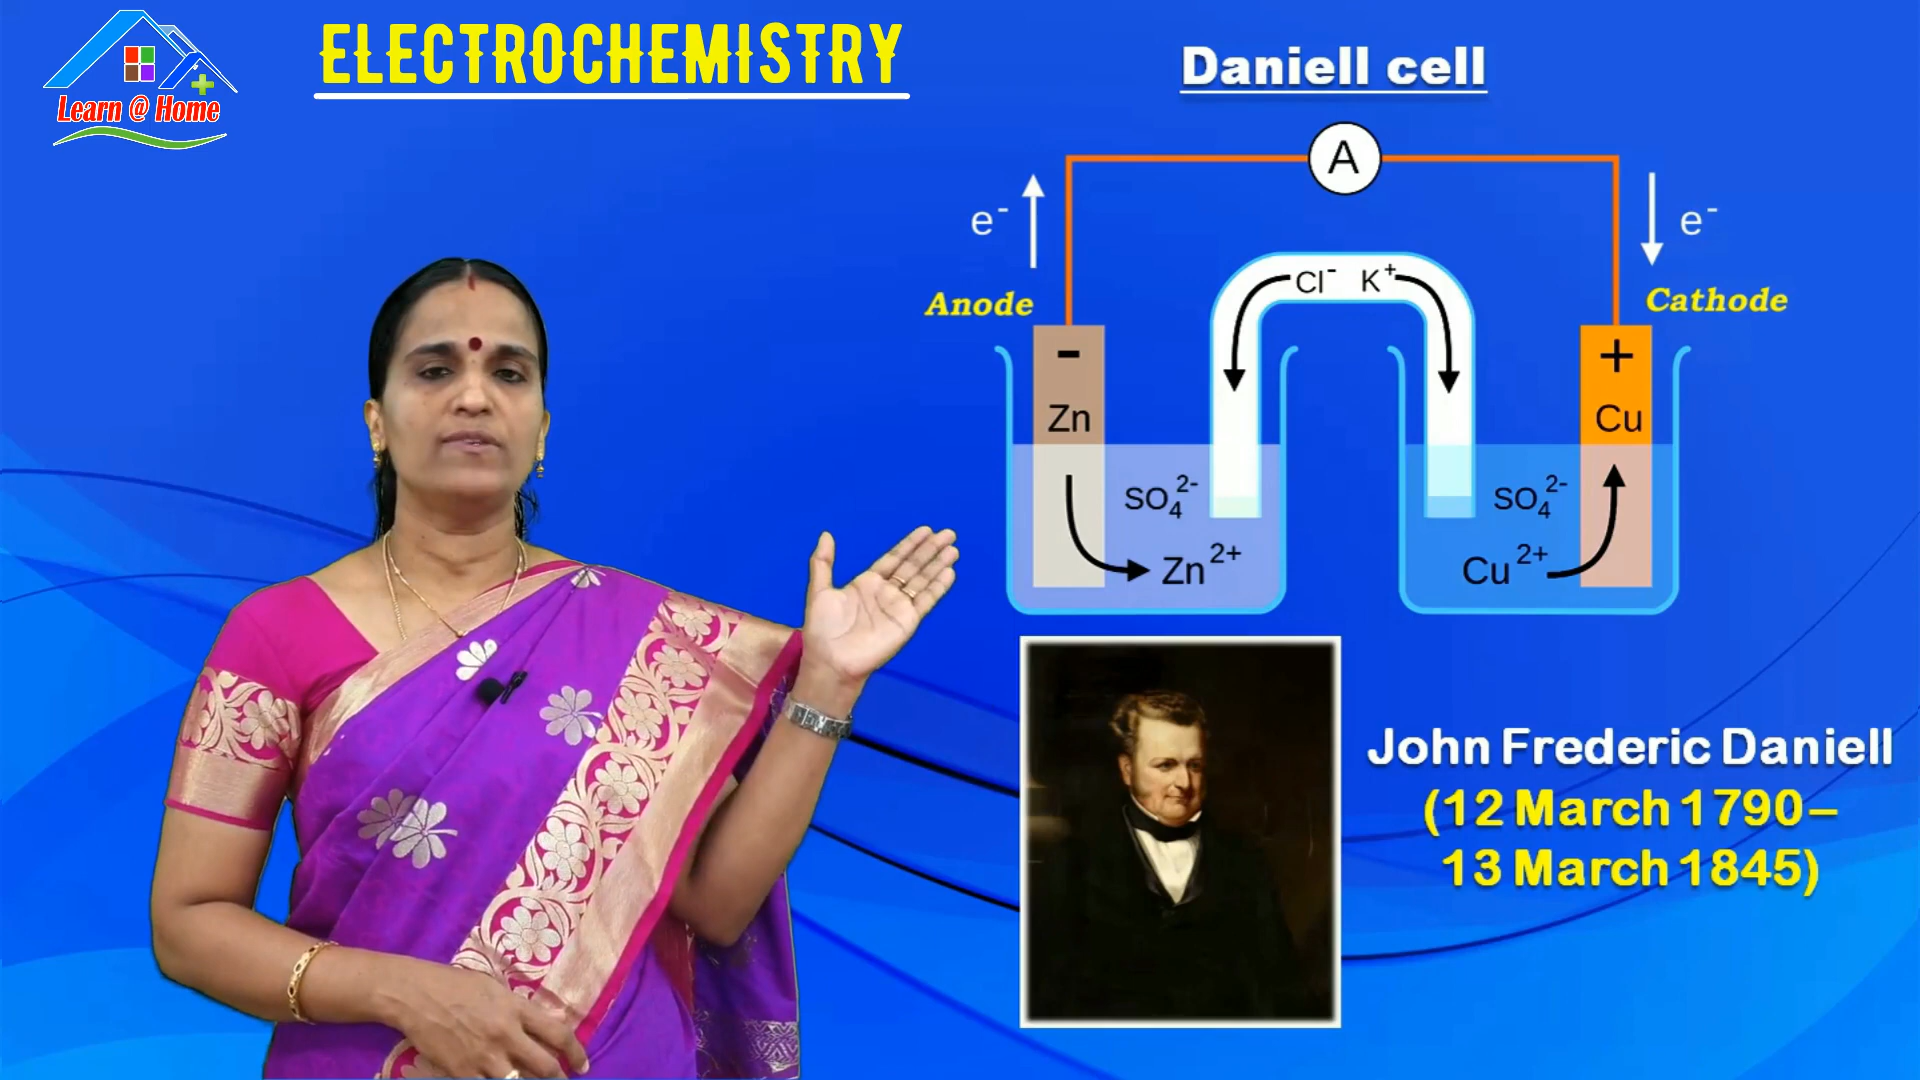 Learn @ Home
ELECTROCHEMISTRY
Daniell cell
A
e⁻
e⁻
Cl⁻ K⁺
Anode
Cathode
-
+
Zn
Cu
SO₄²⁻
SO₄²⁻
Zn²⁺
Cu²⁺
John Frederic Daniell
(12 March 1790 –
13 March 1845)